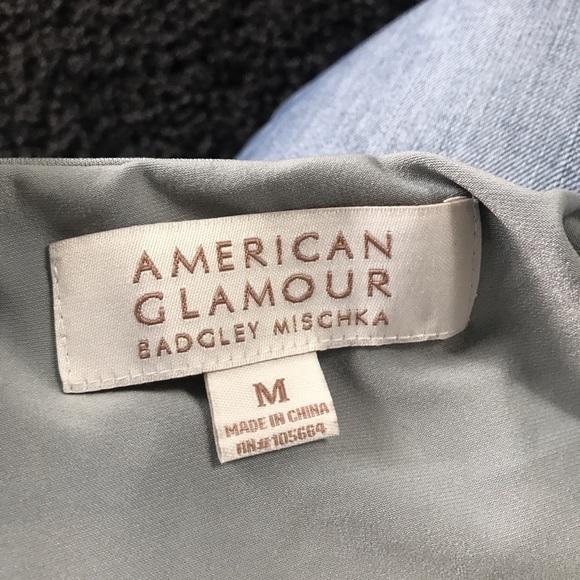 AMERICAN
GLAMOUR
BADGLEY MISCHKA
M
MADE IN CHINA
RN#105664